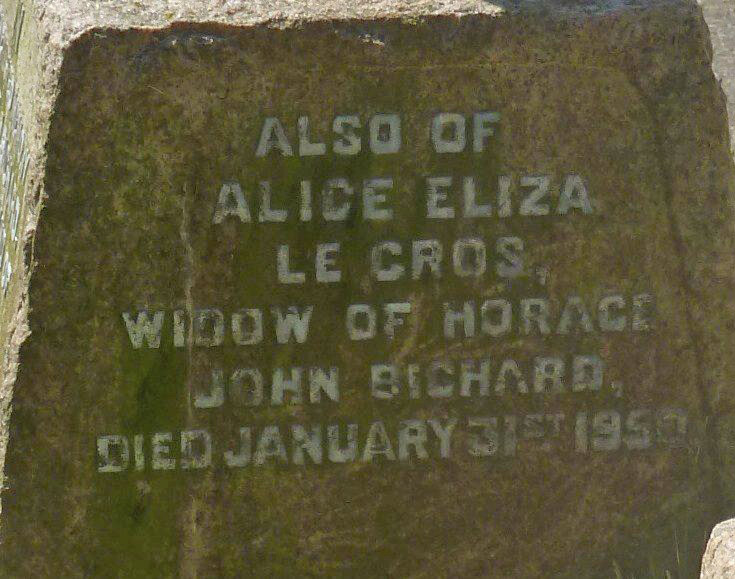 ALSO OF
ALICE ELIZA
LE CROS,
WIDOW OF HORACE
JOHN BICHARD,
DIED JANUARY 31ST